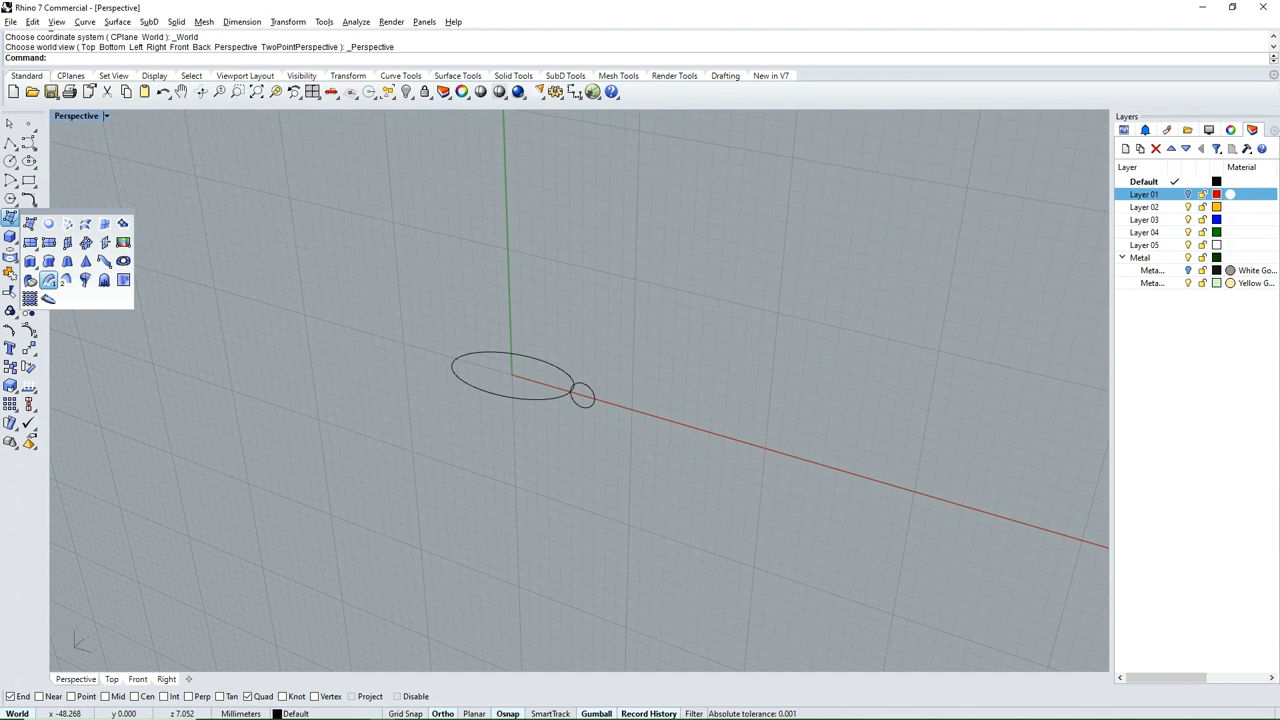 Rhino 7 Commercial - [Perspective]
File Edit View Curve Surface SubD Solid Mesh Dimension Transform Tools Analyze Render Panels Help
Choose coordinate system ( CPlane World ): _World
Choose world view ( Top Bottom Left Right Front Back Perspective TwoPointPerspective ): _Perspective
Command:
Standard CPlanes Set View Display Select Viewport Layout Visibility Transform Curve Tools Surface Tools Solid Tools SubD Tools Mesh Tools Render Tools Drafting New in V7
Perspective
Layers
Layer Material
Default
Layer 01
Layer 02
Layer 03
Layer 04
Layer 05
Metal
Meta... White Go...
Meta... Yellow G...
2
Perspective Top Front Right
End Near Point Mid Cen Int Perp Tan Quad Knot Vertex Project Disable
World x -48.268 y 0.000 z 7.052 Millimeters Default Grid Snap Ortho Planar Osnap SmartTrack Gumball Record History Filter Absolute tolerance: 0.001